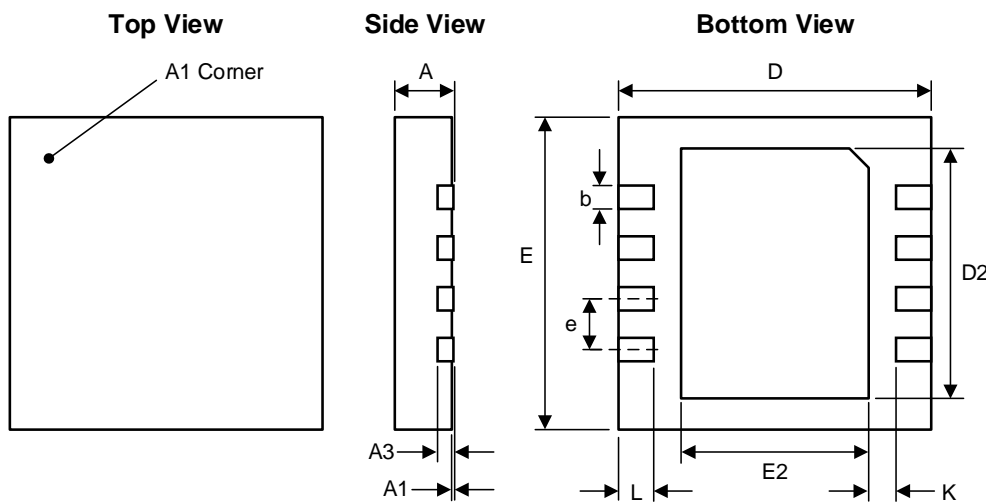 Top View
Side View
Bottom View
A1 Corner
A
D
b
E
D2
e
A3
E2
A1
L
K